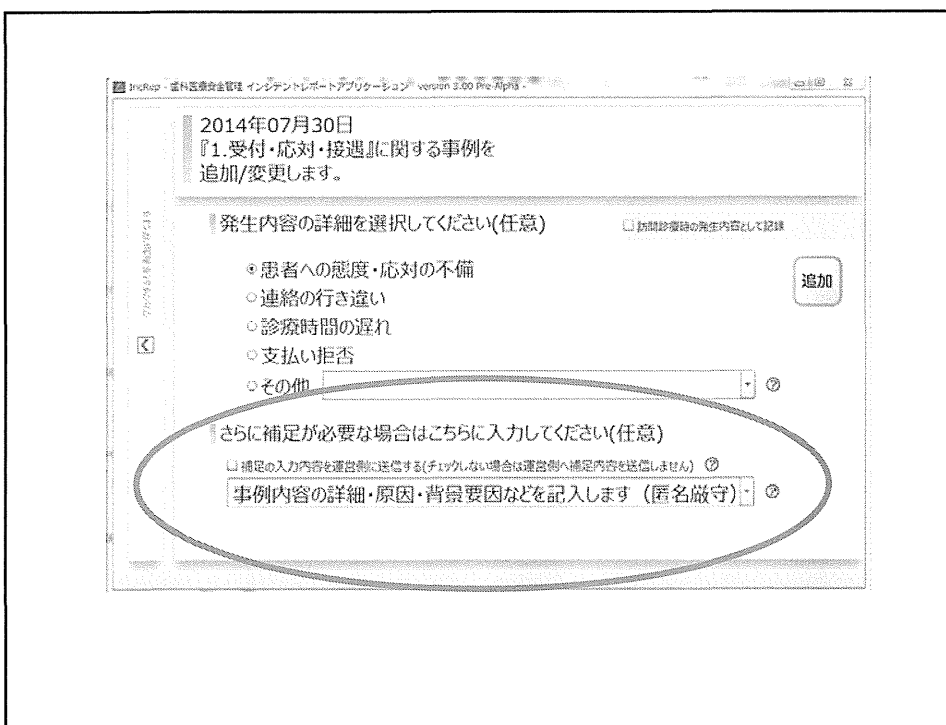 IncRep - 歯科医療安全管理 インシデントレポートアプリケーション version 3.00 Pre-Alpha -
2014年07月30日
『1.受付・応対・接遇』に関する事例を
追加/変更します。
発生内容の詳細を選択してください(任意)
訪問診療時の発生内容として記録
患者への態度・応対の不備
追加
連絡の行き違い
診療時間の遅れ
支払い拒否
その他
さらに補足が必要な場合はこちらに入力してください(任意)
補足の入力内容を運営側に送信する(チェックしない場合は運営側へ補足内容を送信しません)
事例内容の詳細・原因・背景要因などを記入します（匿名厳守）